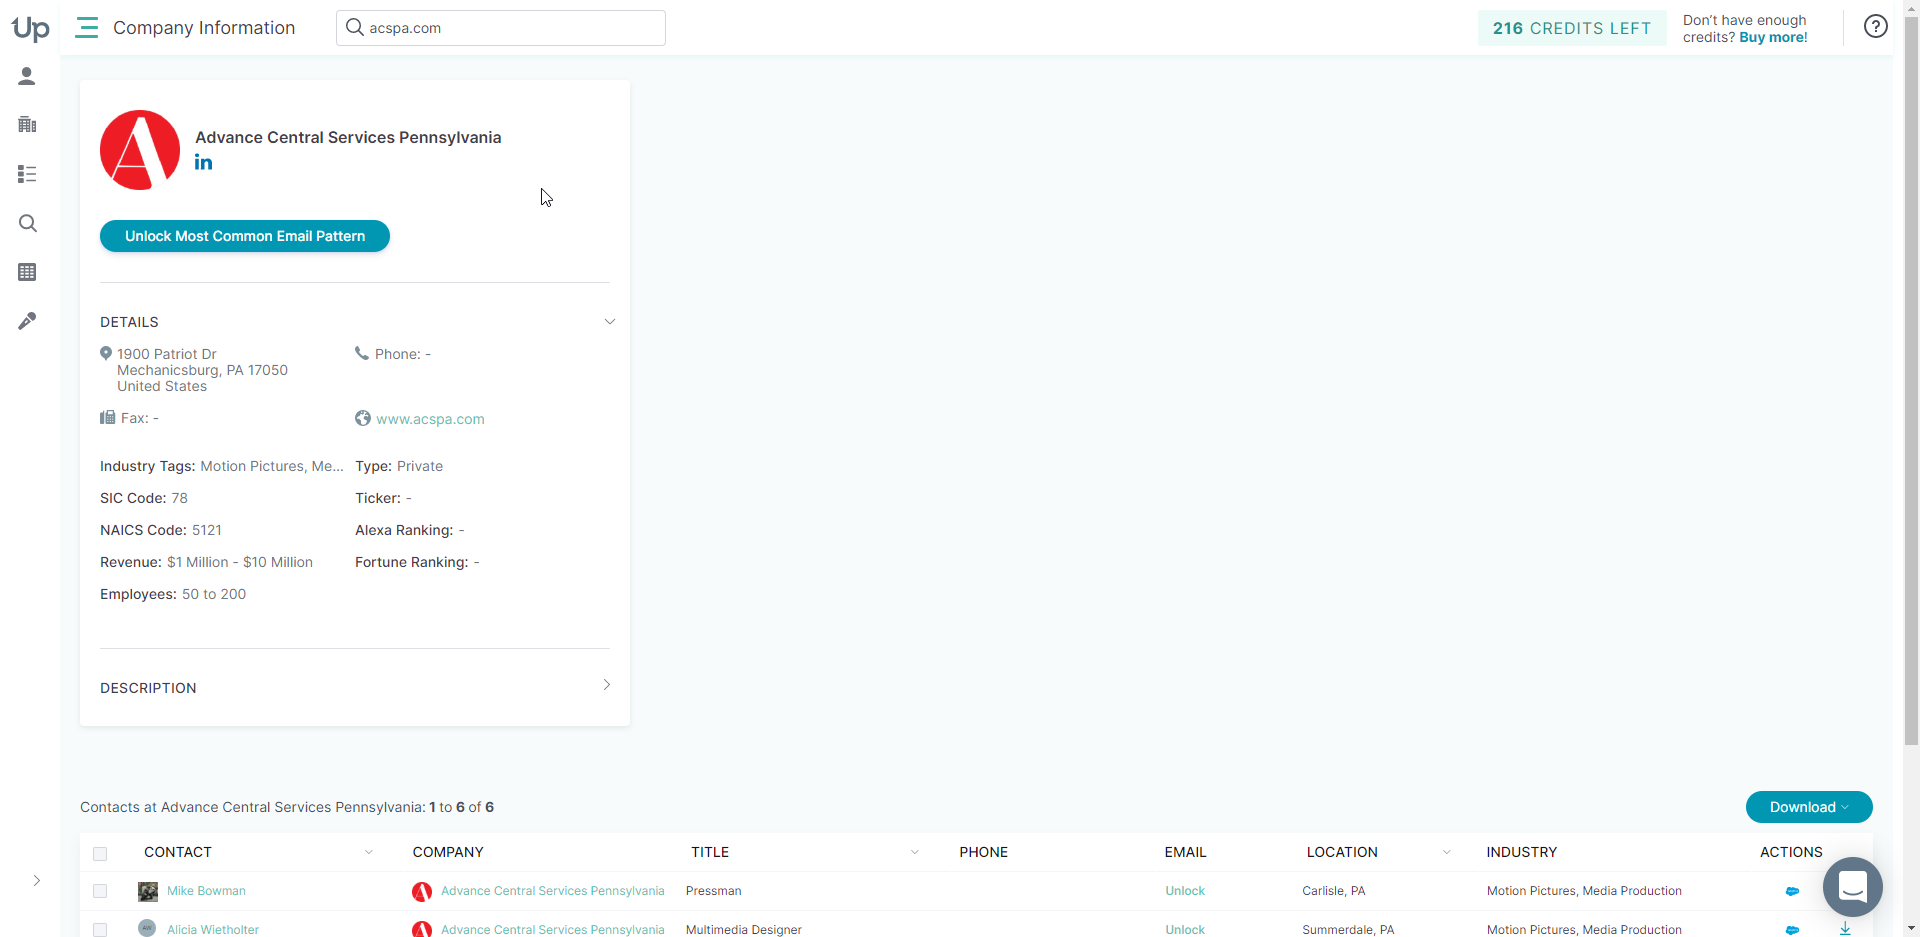 Up
Company Information
acspa.com
216 CREDITS LEFT
Don't have enough
credits? Buy more!
?
Advance Central Services Pennsylvania
in
Unlock Most Common Email Pattern
DETAILS
1900 Patriot Dr
Mechanicsburg, PA 17050
United States
Phone: -
Fax: -
www.acspa.com
Industry Tags: Motion Pictures, Me...
Type: Private
SIC Code: 78
Ticker: -
NAICS Code: 5121
Alexa Ranking: -
Revenue: $1 Million - $10 Million
Fortune Ranking: -
Employees: 50 to 200
DESCRIPTION
Contacts at Advance Central Services Pennsylvania: 1 to 6 of 6
Download
CONTACT COMPANY TITLE PHONE EMAIL LOCATION INDUSTRY ACTIONS
Mike Bowman Advance Central Services Pennsylvania Pressman Unlock Carlisle, PA Motion Pictures, Media Production
AW Alicia Wietholter Advance Central Services Pennsylvania Multimedia Designer Unlock Summerdale, PA Motion Pictures, Media Production